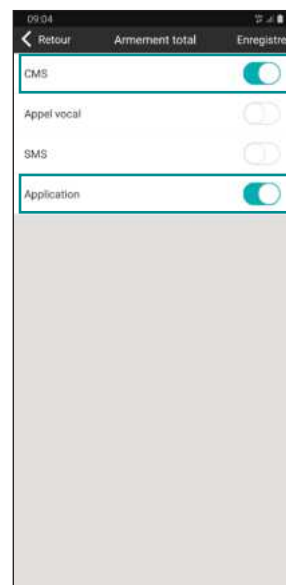 09:04
Retour Armement total Enregistre
CMS
Appel vocal
SMS
Application